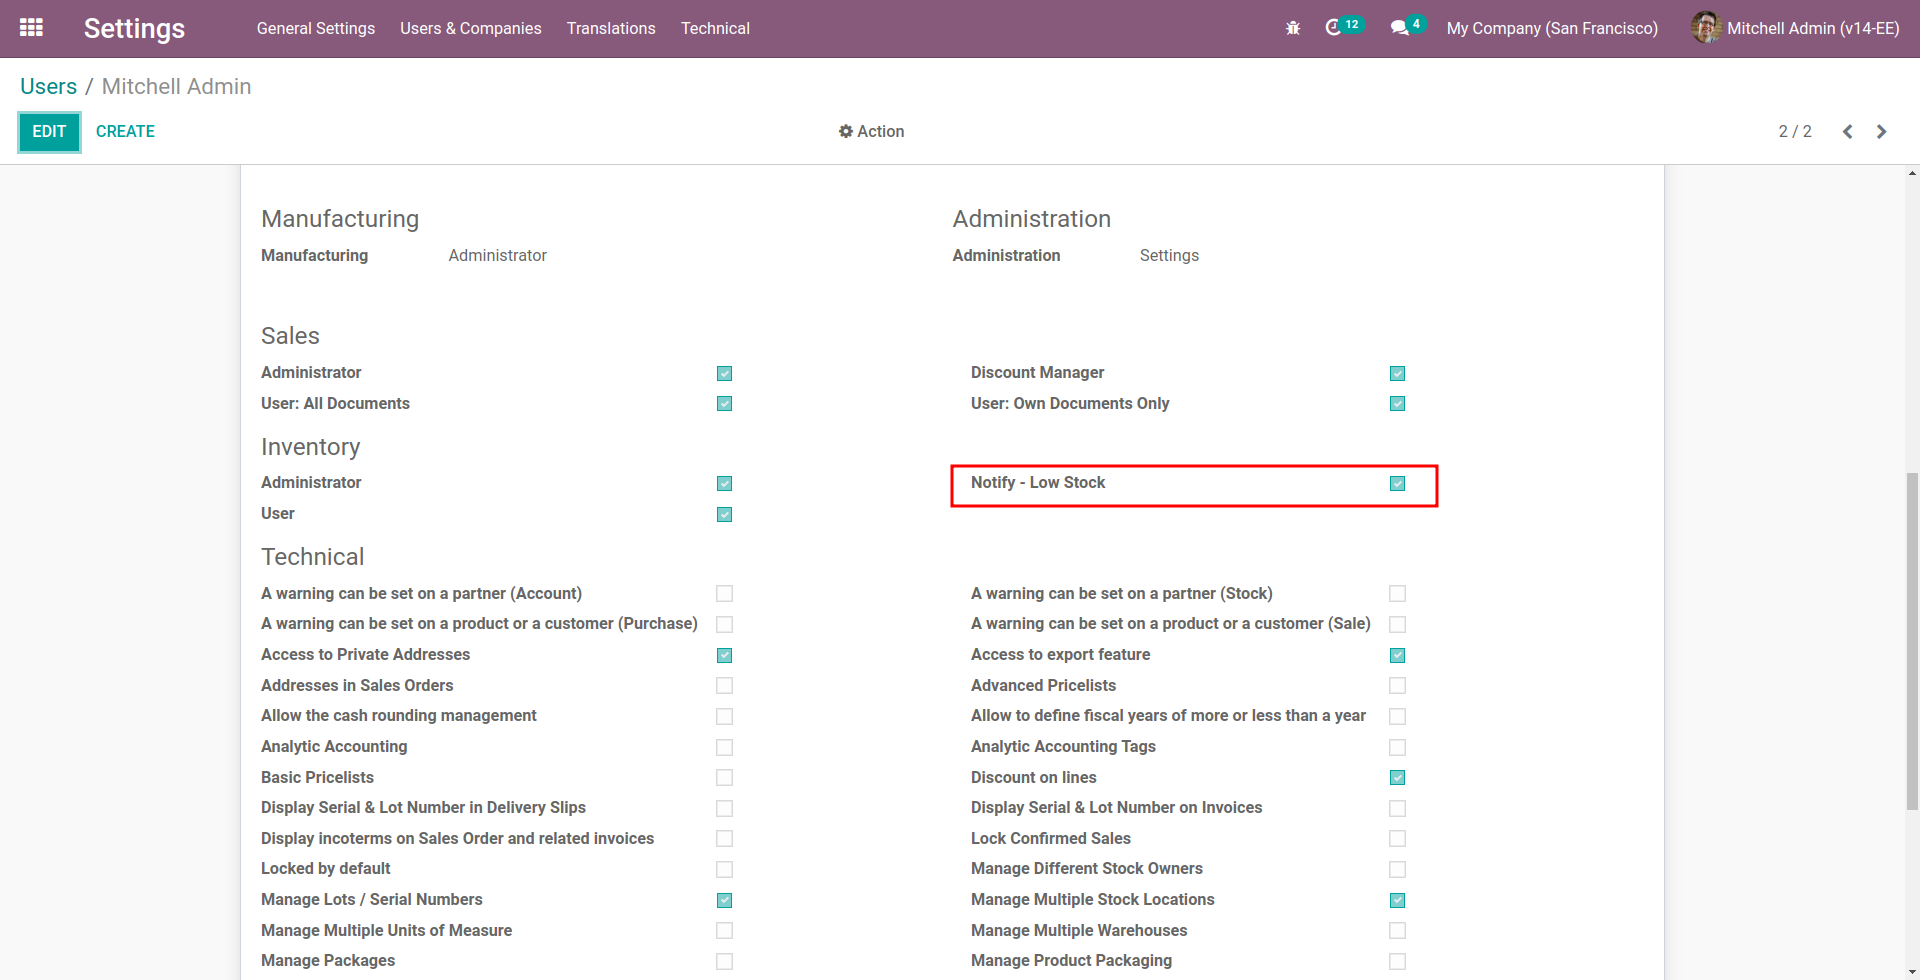 Settings General Settings Users & Companies Translations Technical 12 4 My Company (San Francisco) Mitchell Admin (v14-EE)
Users / Mitchell Admin
EDIT CREATE Action 2 / 2
Manufacturing Administration
Manufacturing Administrator Administration Settings
Sales
Administrator Discount Manager
User: All Documents User: Own Documents Only
Inventory
Administrator Notify - Low Stock
User
Technical
A warning can be set on a partner (Account) A warning can be set on a partner (Stock)
A warning can be set on a product or a customer (Purchase) A warning can be set on a product or a customer (Sale)
Access to Private Addresses Access to export feature
Addresses in Sales Orders Advanced Pricelists
Allow the cash rounding management Allow to define fiscal years of more or less than a year
Analytic Accounting Analytic Accounting Tags
Basic Pricelists Discount on lines
Display Serial & Lot Number in Delivery Slips Display Serial & Lot Number on Invoices
Display incoterms on Sales Order and related invoices Lock Confirmed Sales
Locked by default Manage Different Stock Owners
Manage Lots / Serial Numbers Manage Multiple Stock Locations
Manage Multiple Units of Measure Manage Multiple Warehouses
Manage Packages Manage Product Packaging